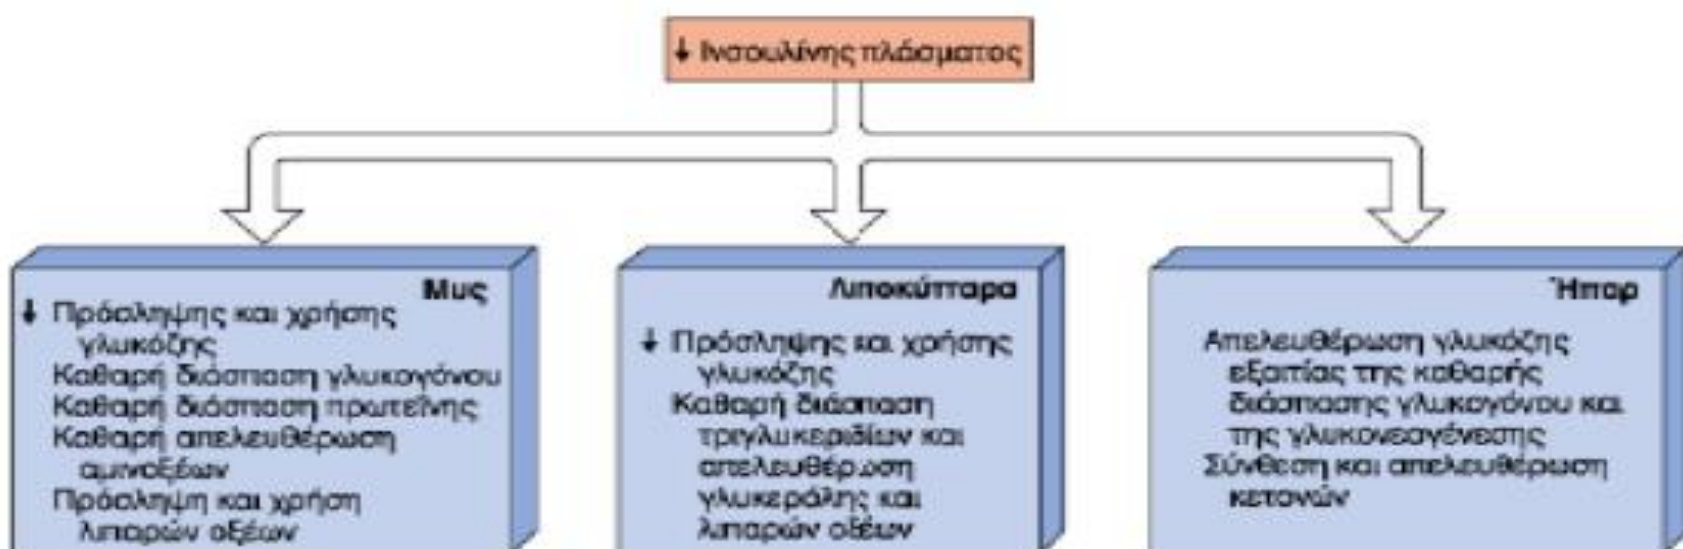 ↓ Ινσουλίνης πλάσματος
Μυς
↓ Πρόσληψης και χρήσης
γλυκόζης
Καθαρή διάσπαση γλυκογόνου
Καθαρή διάσπαση πρωτεΐνης
Καθαρή απελευθέρωση
αμινοξέων
Πρόσληψη και χρήση
λιπαρών οξέων
Λιποκύτταρα
↓ Πρόσληψης και χρήσης
γλυκόζης
Καθαρή διάσπαση
τριγλυκεριδίων και
απελευθέρωση
γλυκερόλης και
λιπαρών οξέων
Ήπαρ
Απελευθέρωση γλυκόζης
εξαιτίας της καθαρής
διάσπασης γλυκογόνου και
της γλυκονεογένεσης
Σύνθεση και απελευθέρωση
κετονών